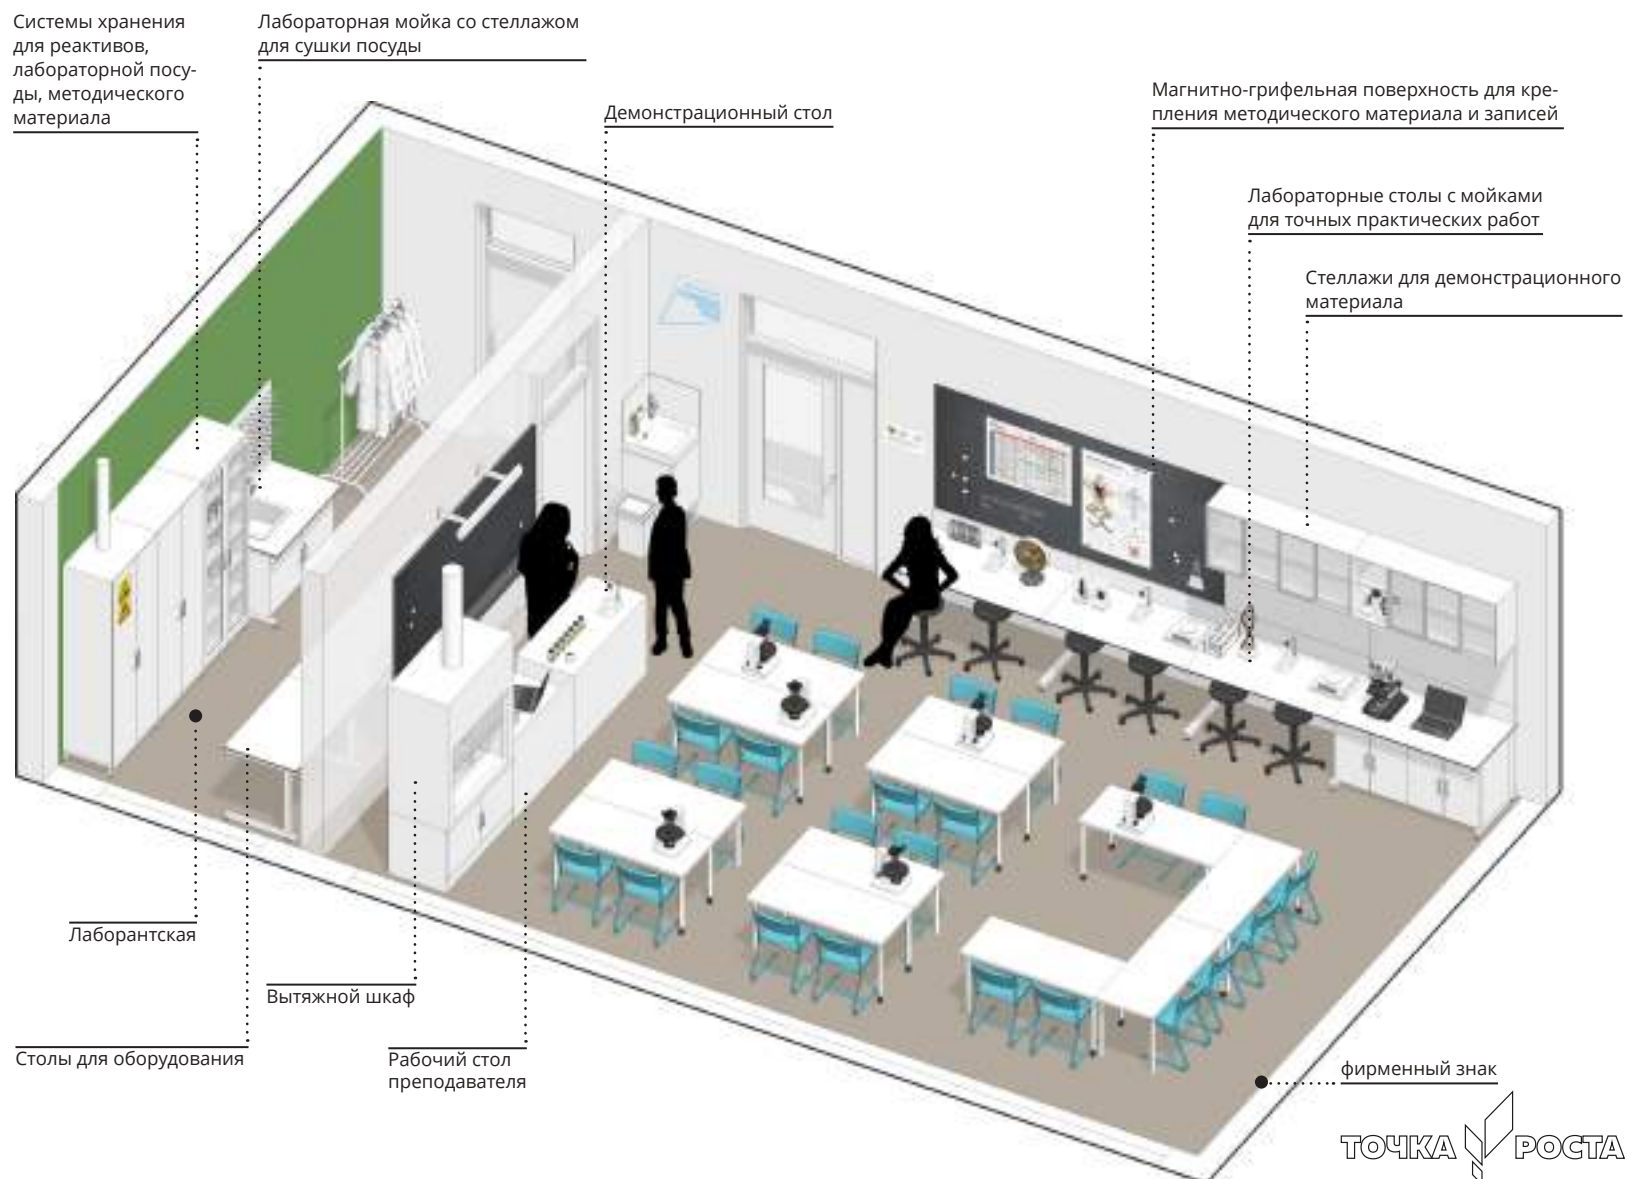 Системы хранения
для реактивов,
лабораторной посу-
ды, методического
материала
Лабораторная мойка со стеллажом
для сушки посуды
Демонстрационный стол
Магнитно-грифельная поверхность для кре-
пления методического материала и записей
Лабораторные столы с мойками
для точных практических работ
Стеллажи для демонстрационного
материала
Лаборантская
Вытяжной шкаф
Столы для оборудования
Рабочий стол
преподавателя
фирменный знак
ТОЧКА РОСТА